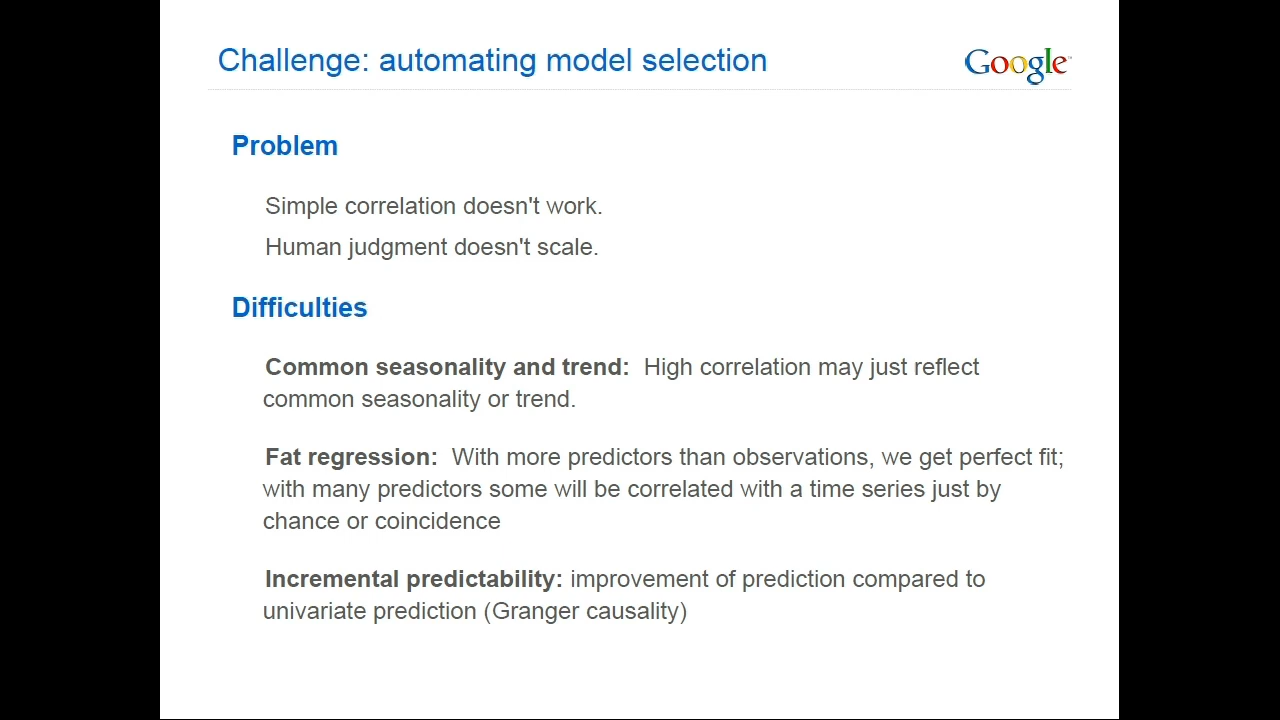 Challenge: automating model selection
Google
Problem
Simple correlation doesn't work.
Human judgment doesn't scale.
Difficulties
Common seasonality and trend: High correlation may just reflect
common seasonality or trend.
Fat regression: With more predictors than observations, we get perfect fit;
with many predictors some will be correlated with a time series just by
chance or coincidence
Incremental predictability: improvement of prediction compared to
univariate prediction (Granger causality)